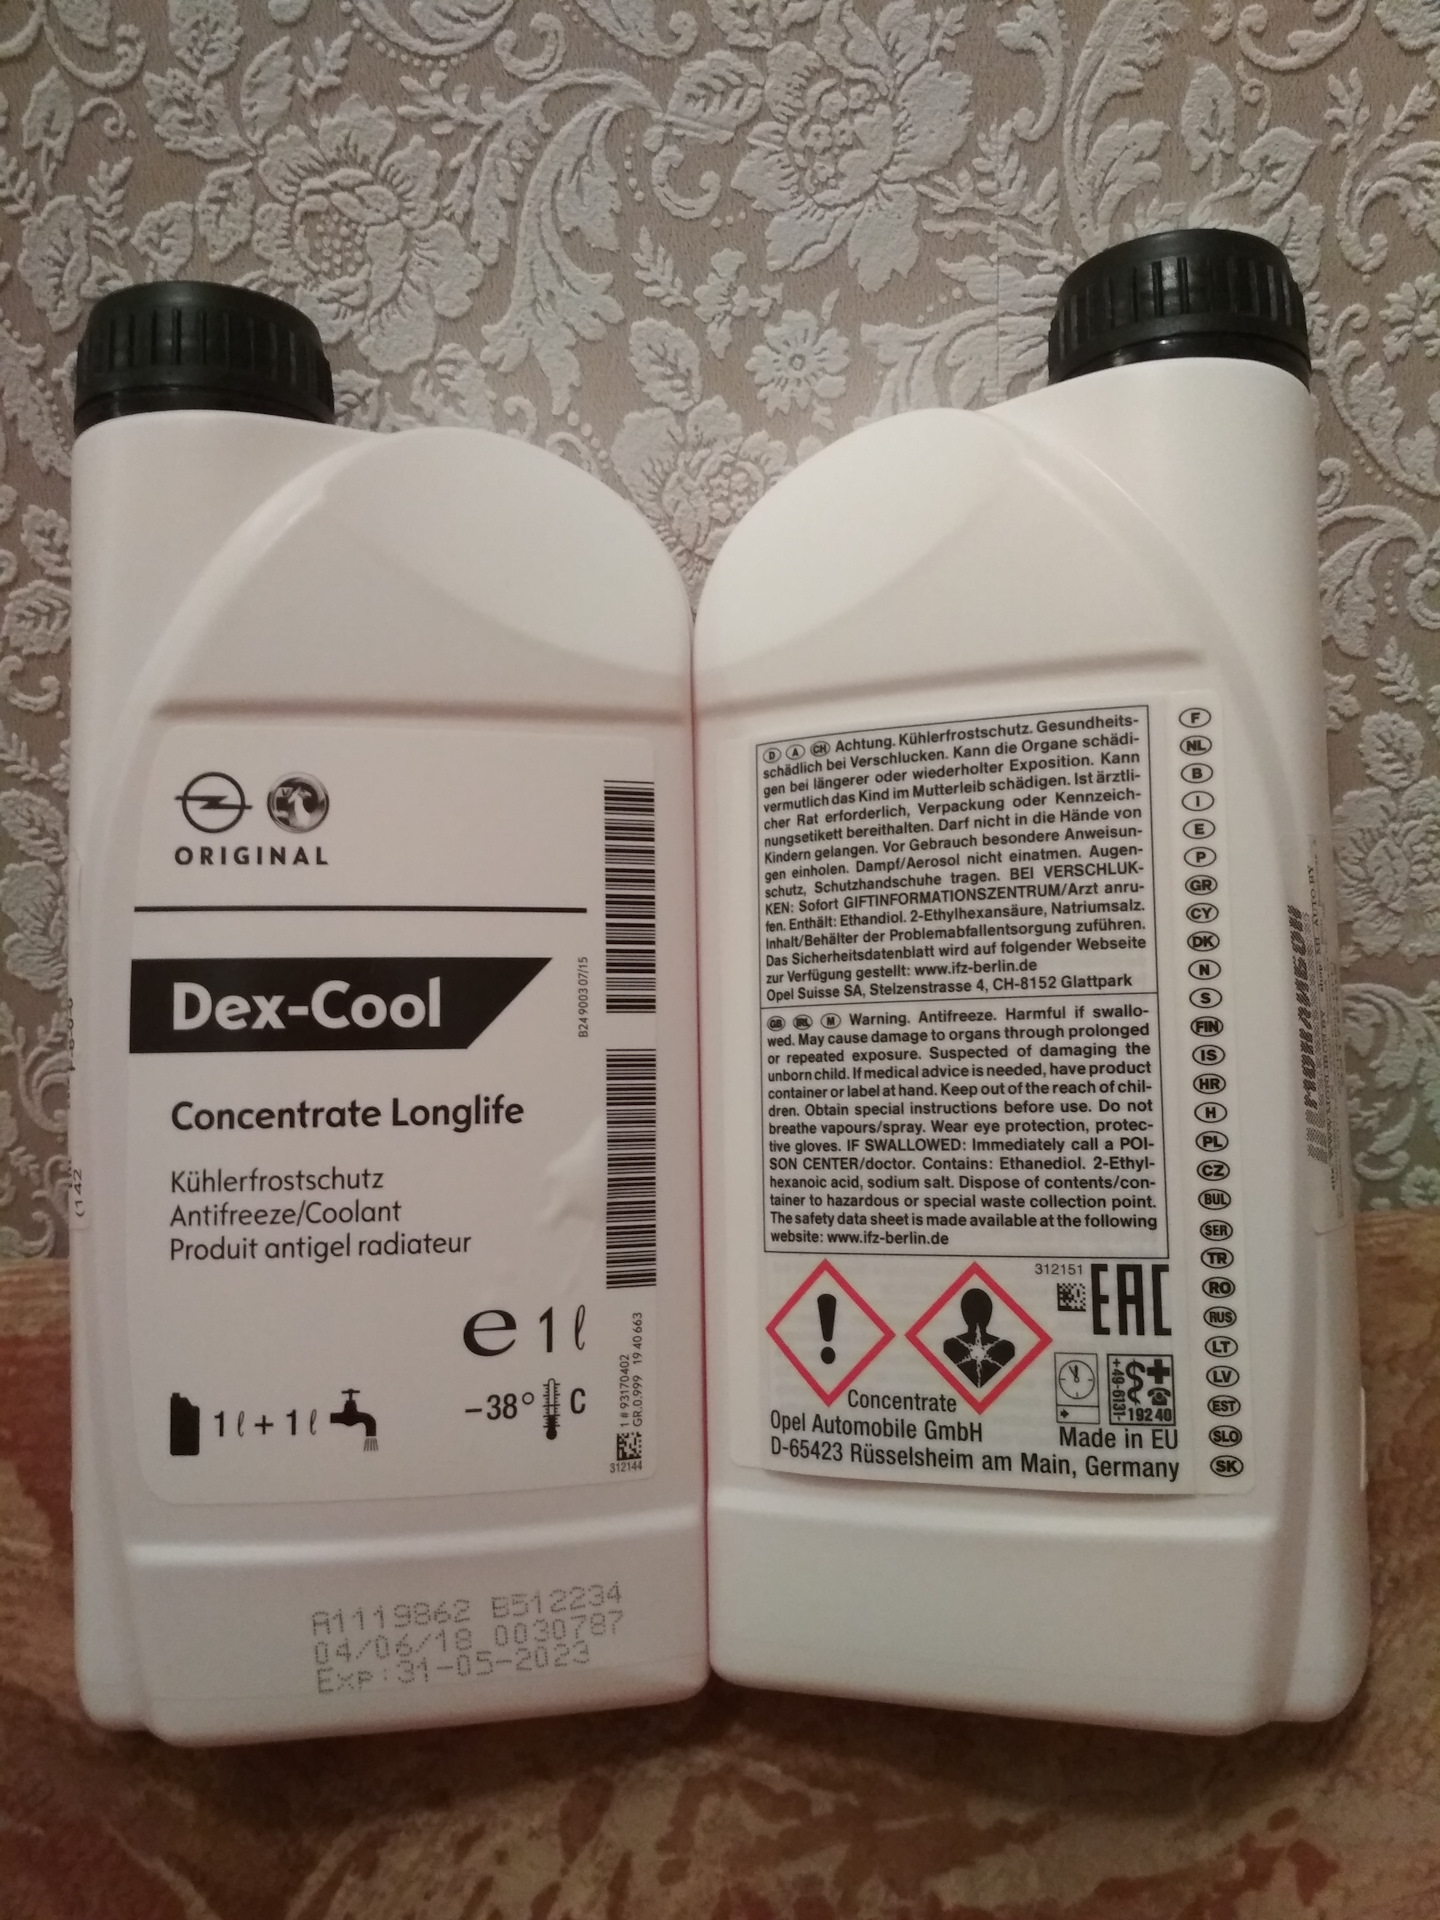 ORIGINAL
Dex-Cool
Concentrate Longlife
Kühlerfrostschutz
Antifreeze/Coolant
Produit antigel radiateur
e 1 ℓ
1 ℓ + 1 ℓ
-38° C
B24 9003 07/15
1 # 93170402
GR.0.999 19 40 663
312144
A1119862 B512234
04/06/18 0030787
Exp:31-05-2023
(142
D A CH Achtung. Kühlerfrostschutz. Gesundheits-
schädlich bei Verschlucken. Kann die Organe schädi-
gen bei längerer oder wiederholter Exposition. Kann
vermutlich das Kind im Mutterleib schädigen. Ist ärztli-
cher Rat erforderlich, Verpackung oder Kennzeich-
nungsetikett bereithalten. Darf nicht in die Hände von
Kindern gelangen. Vor Gebrauch besondere Anweisun-
gen einholen. Dampf/Aerosol nicht einatmen. Augen-
schutz, Schutzhandschuhe tragen. BEI VERSCHLUK-
KEN: Sofort GIFTINFORMATIONSZENTRUM/Arzt anru-
fen. Enthält: Ethandiol. 2-Ethylhexansäure, Natriumsalz.
Inhalt/Behälter der Problemabfallentsorgung zuführen.
Das Sicherheitsdatenblatt wird auf folgender Webseite
zur Verfügung gestellt: www.ifz-berlin.de
Opel Suisse SA, Stelzenstrasse 4, CH-8152 Glattpark
GB IRL M Warning. Antifreeze. Harmful if swallo-
wed. May cause damage to organs through prolonged
or repeated exposure. Suspected of damaging the
unborn child. If medical advice is needed, have product
container or label at hand. Keep out of the reach of chil-
dren. Obtain special instructions before use. Do not
breathe vapours/spray. Wear eye protection, protec-
tive gloves. IF SWALLOWED: Immediately call a POI-
SON CENTER/doctor. Contains: Ethanediol. 2-Ethyl-
hexanoic acid, sodium salt. Dispose of contents/con-
tainer to hazardous or special waste collection point.
The safety data sheet is made available at the following
website: www.ifz-berlin.de
312151
EAC
+49-6131-
19240
Concentrate
Opel Automobile GmbH
Made in EU
D-65423 Rüsselsheim am Main, Germany
F
NL
B
I
E
P
GR
CY
DK
N
S
FIN
IS
HR
H
PL
CZ
BUL
SER
TR
RO
RUS
LT
LV
EST
SLO
SK